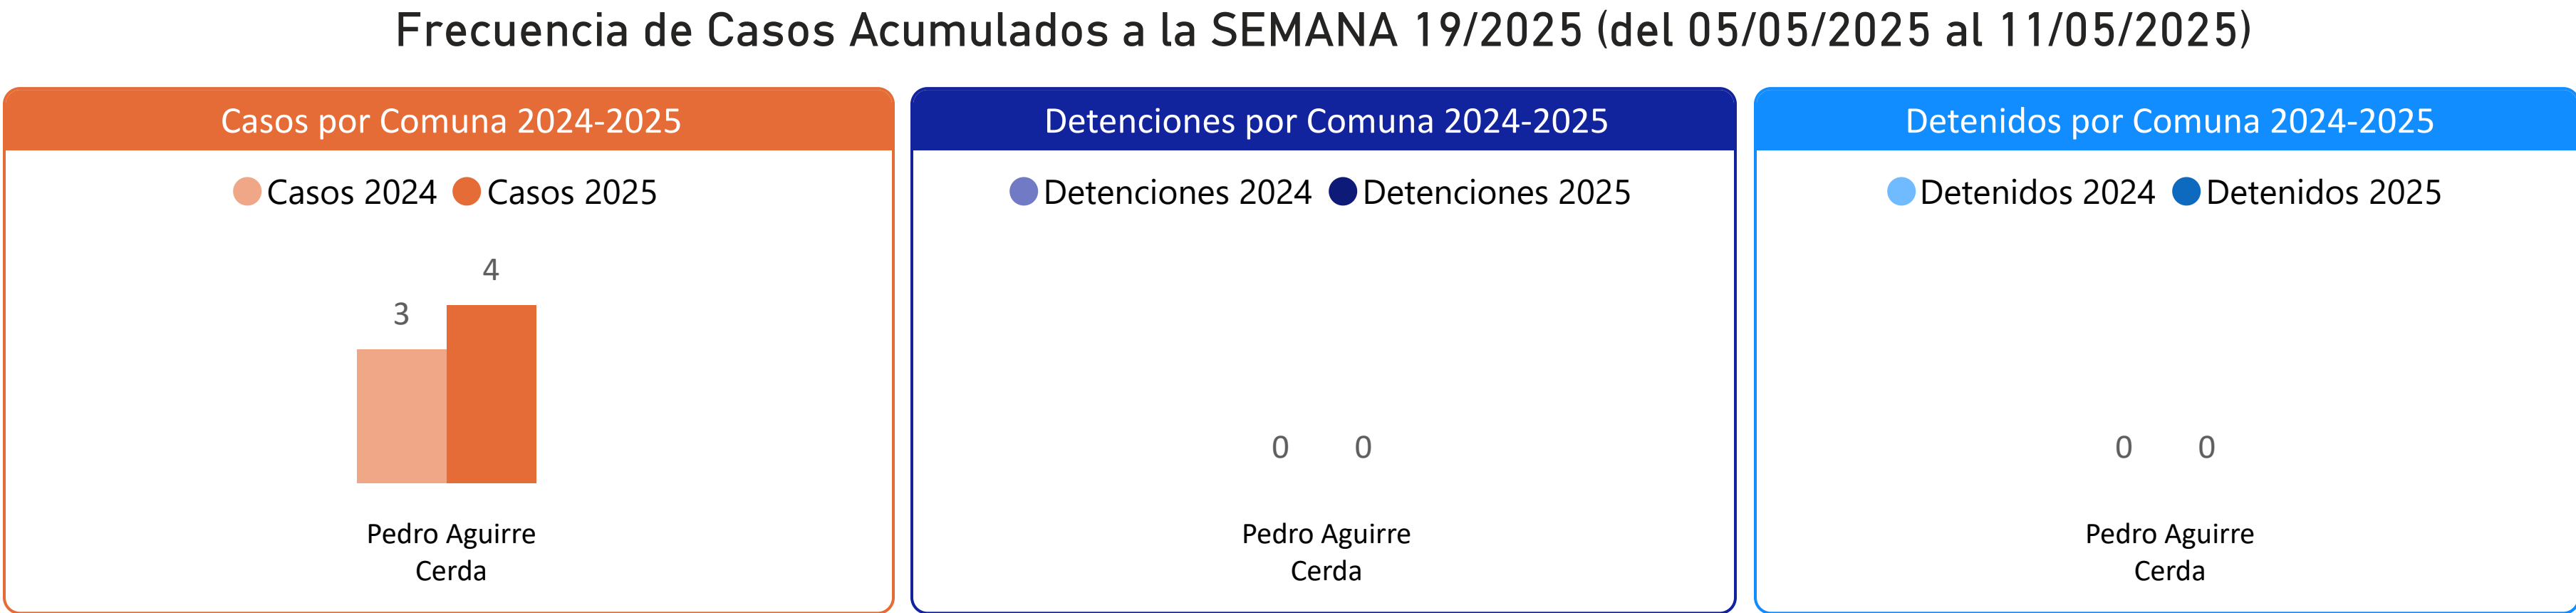 Frecuencia de Casos Acumulados a la SEMANA 19/2025 (del 05/05/2025 al 11/05/2025)
Casos por Comuna 2024-2025
Casos 2024 Casos 2025
3
4
Pedro Aguirre
Cerda
Detenciones por Comuna 2024-2025
Detenciones 2024 Detenciones 2025
0 0
Pedro Aguirre
Cerda
Detenidos por Comuna 2024-2025
Detenidos 2024 Detenidos 2025
0 0
Pedro Aguirre
Cerda